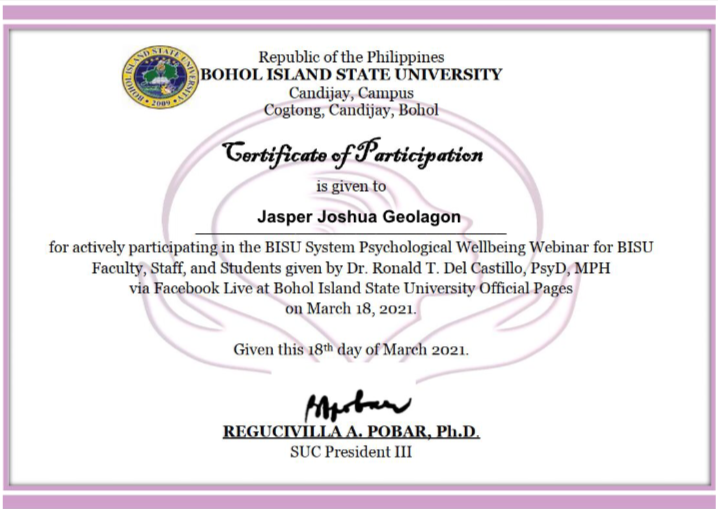 Republic of the Philippines
BOHOL ISLAND STATE UNIVERSITY
Candijay, Campus
Cogtong, Candijay, Bohol
BOHOL ISLAND STATE UNIVERSITY
• 2009 •
Certificate of Participation
is given to
Jasper Joshua Geolagon
for actively participating in the BISU System Psychological Wellbeing Webinar for BISU
Faculty, Staff, and Students given by Dr. Ronald T. Del Castillo, PsyD, MPH
via Facebook Live at Bohol Island State University Official Pages
on March 18, 2021.
Given this 18th day of March 2021.
REGUCIVILLA A. POBAR, Ph.D.
SUC President III